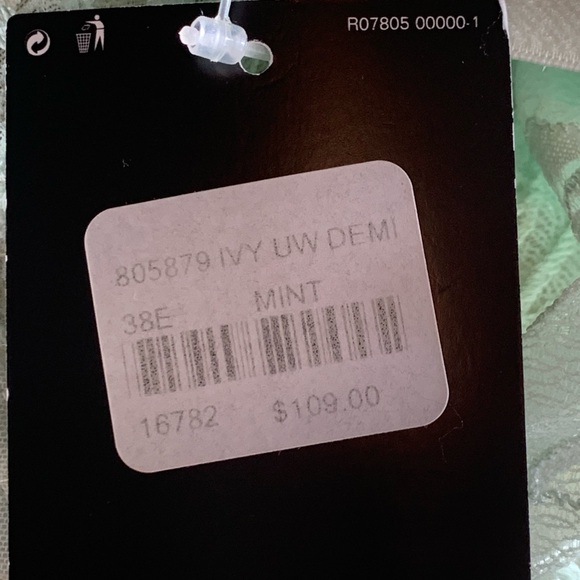 R07805 00000-1
805879 IVY UW DEMI
38E MINT
16782 $109.00